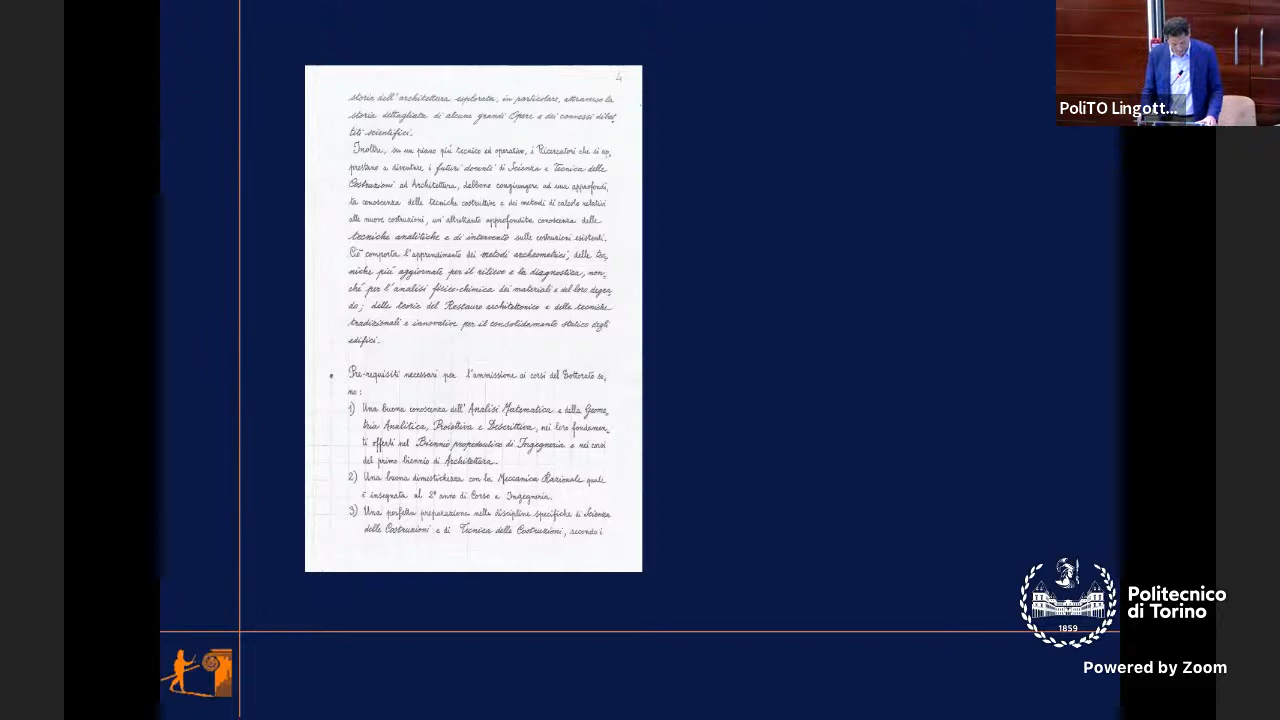 4
storia dell'architettura esplorata, in particolare, attraverso la
storia dettagliata di alcune grandi Opere e dei connessi dibat
titi scientifici.
Inoltre, su un piano più tecnico ed operativo, i Ricercatori che si ap,
prestano a diventare i futuri docenti di Scienza e Tecnica delle
Costruzioni ad Architettura, debbono congiungere ad una approfondi,
ta conoscenza delle tecniche costruttive e dei metodi di calcolo relativi
alle nuove costruzioni, un'altrettanto approfondita conoscenza delle
tecniche analitiche e di intervento sulle costruzioni esistenti.
Ciò comporta l'apprendimento dei metodi archeometrici; delle tec,
niche più aggiornate per il rilievo e la diagnostica, non,
ché per l'analisi fisico-chimica dei materiali e del loro degra,
do; delle teorie del Restauro architettonico e delle tecniche
tradizionali e innovative per il consolidamento statico degli
edifici.
• Pre-requisiti necessari per l'ammissione ai corsi del Dottorato so,
no:
1) Una buona conoscenza dell'Analisi Matematica e della Geome,
tria Analitica, Proiettiva e Descrittiva, nei loro fondamen,
ti offerti nel Biennio propedeutico di Ingegneria e nei corsi
del primo biennio di Architettura.
2) Una buona dimestichezza con la Meccanica Razionale quale
è insegnata al 2° anno di Corso a Ingegneria.
3) Una perfetta preparazione nelle discipline specifiche di Scienza
delle Costruzioni e di Tecnica delle Costruzioni, secondo i
PoliTO Lingott...
Politecnico
di Torino
1859
Powered by Zoom